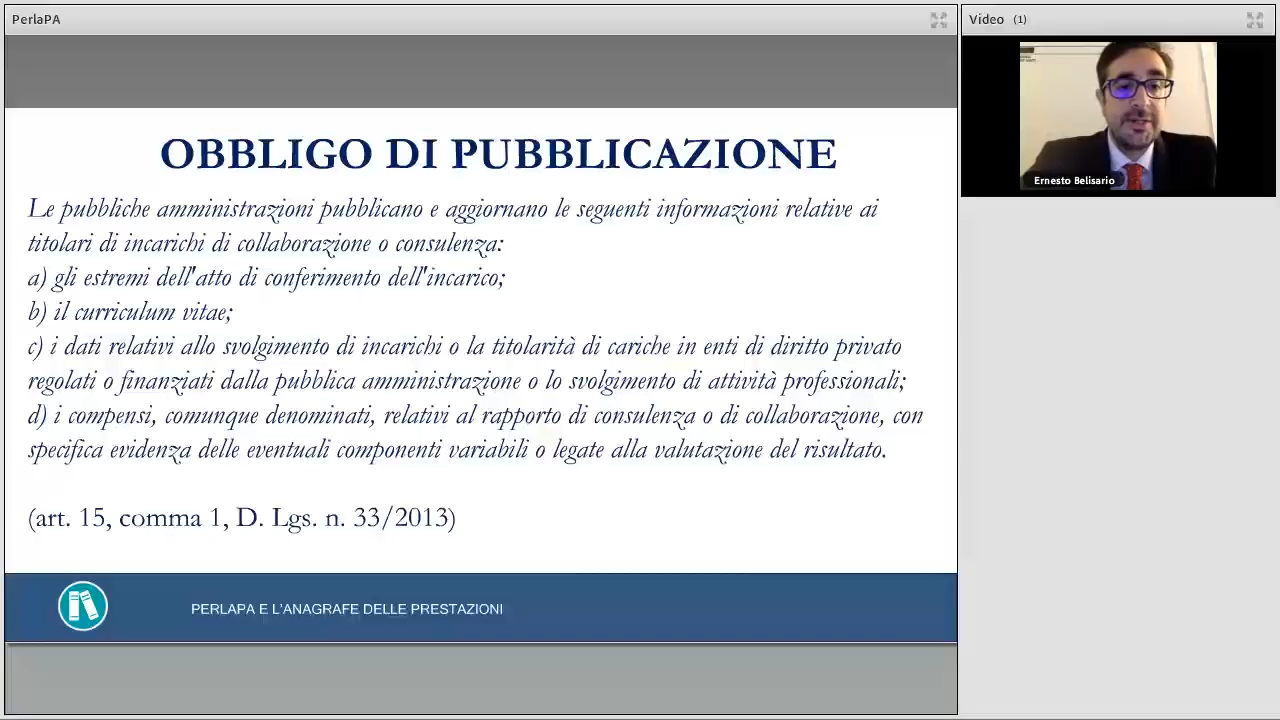 PerlaPA
Video (1)
OBBLIGO DI PUBBLICAZIONE
Le pubbliche amministrazioni pubblicano e aggiornano le seguenti informazioni relative ai
titolari di incarichi di collaborazione o consulenza:
a) gli estremi dell'atto di conferimento dell'incarico;
b) il curriculum vitae;
c) i dati relativi allo svolgimento di incarichi o la titolarità di cariche in enti di diritto privato
regolati o finanziati dalla pubblica amministrazione o lo svolgimento di attività professionali;
d) i compensi, comunque denominati, relativi al rapporto di consulenza o di collaborazione, con
specifica evidenza delle eventuali componenti variabili o legate alla valutazione del risultato.
(art. 15, comma 1, D. Lgs. n. 33/2013)
PERLAPA E L'ANAGRAFE DELLE PRESTAZIONI
Ernesto Belisario